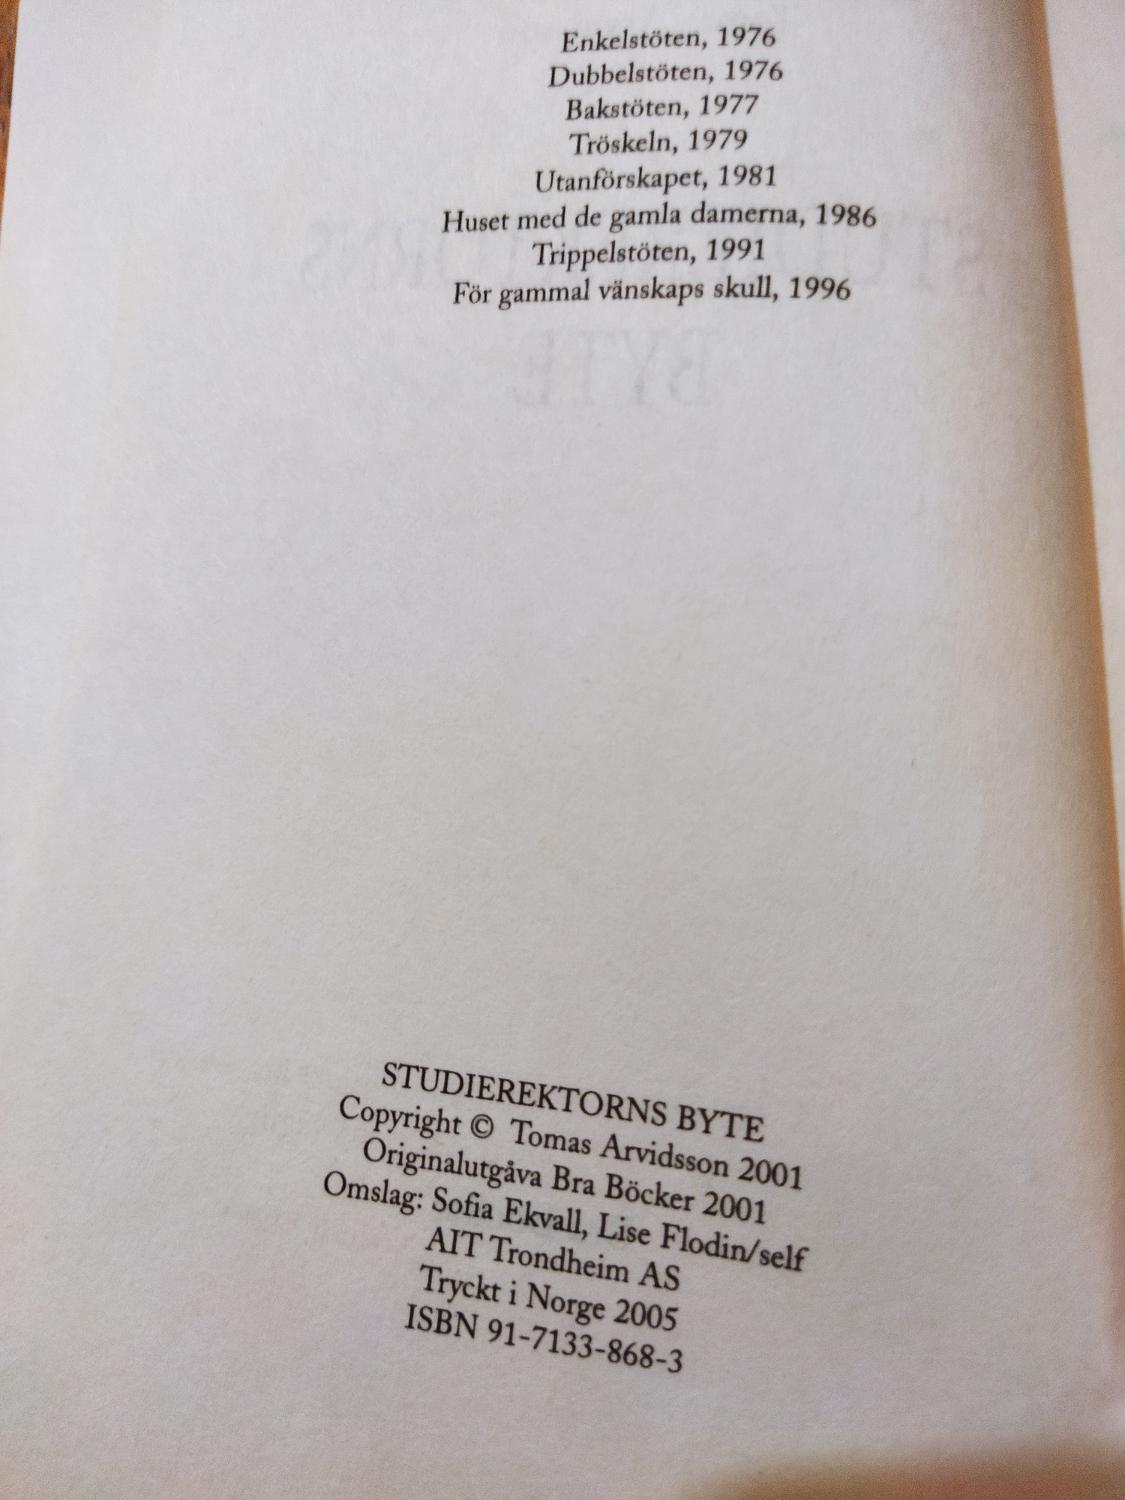 Enkelstöten, 1976
Dubbelstöten, 1976
Bakstöten, 1977
Tröskeln, 1979
Utanförskapet, 1981
Huset med de gamla damerna, 1986
Trippelstöten, 1991
För gammal vänskaps skull, 1996
STUDIEREKTORNS BYTE
Copyright © Tomas Arvidsson 2001
Originalutgåva Bra Böcker 2001
Omslag: Sofia Ekvall, Lise Flodin/self
AIT Trondheim AS
Tryckt i Norge 2005
ISBN 91-7133-868-3